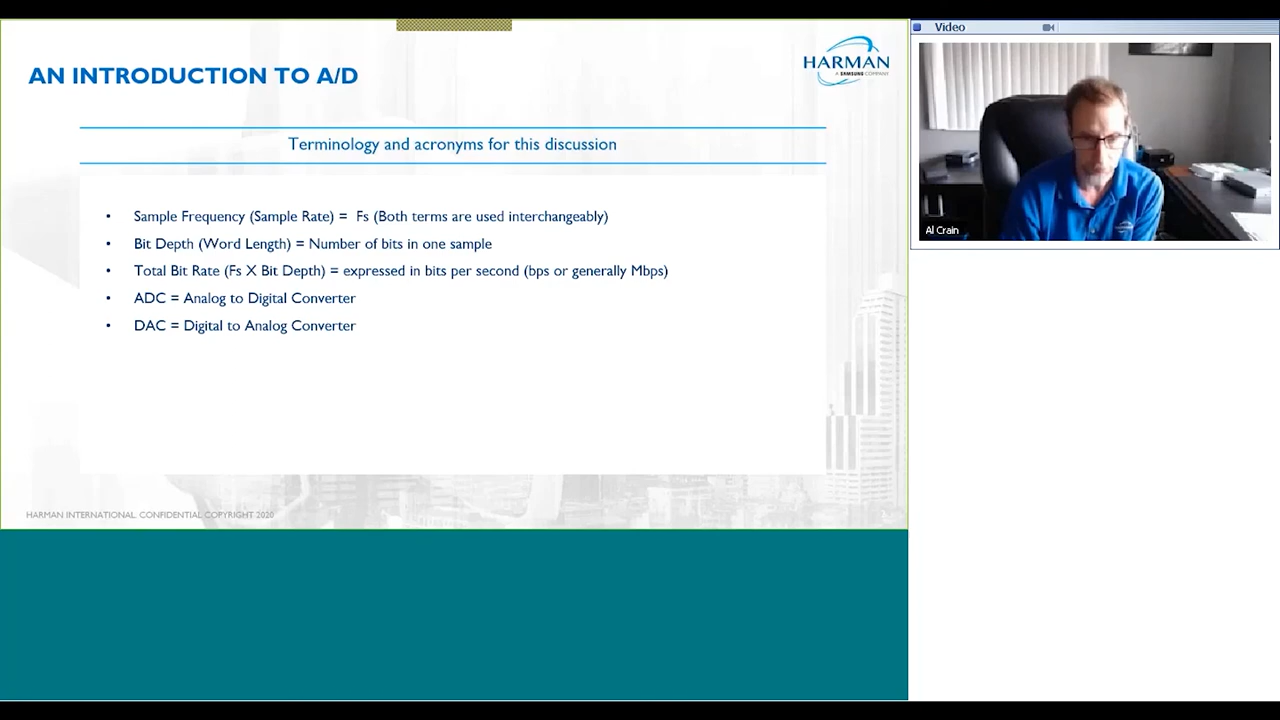 AN INTRODUCTION TO A/D
HARMAN
A SAMSUNG COMPANY
Terminology and acronyms for this discussion
• Sample Frequency (Sample Rate) = Fs (Both terms are used interchangeably)
• Bit Depth (Word Length) = Number of bits in one sample
• Total Bit Rate (Fs X Bit Depth) = expressed in bits per second (bps or generally Mbps)
• ADC = Analog to Digital Converter
• DAC = Digital to Analog Converter
HARMAN INTERNATIONAL. CONFIDENTIAL. COPYRIGHT 2020
Video
Al Crain